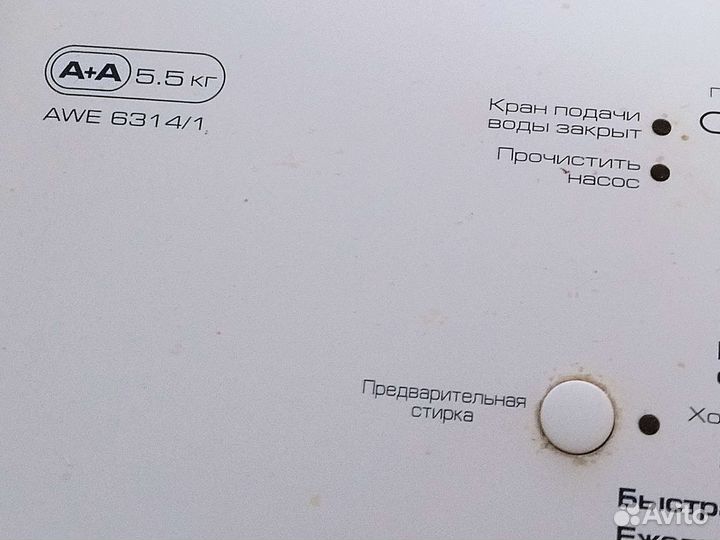 A+A 5.5 кг
AWE 6314/1
Кран подачи
воды закрыт
Прочистить
насос
Предварительная
стирка
Avito